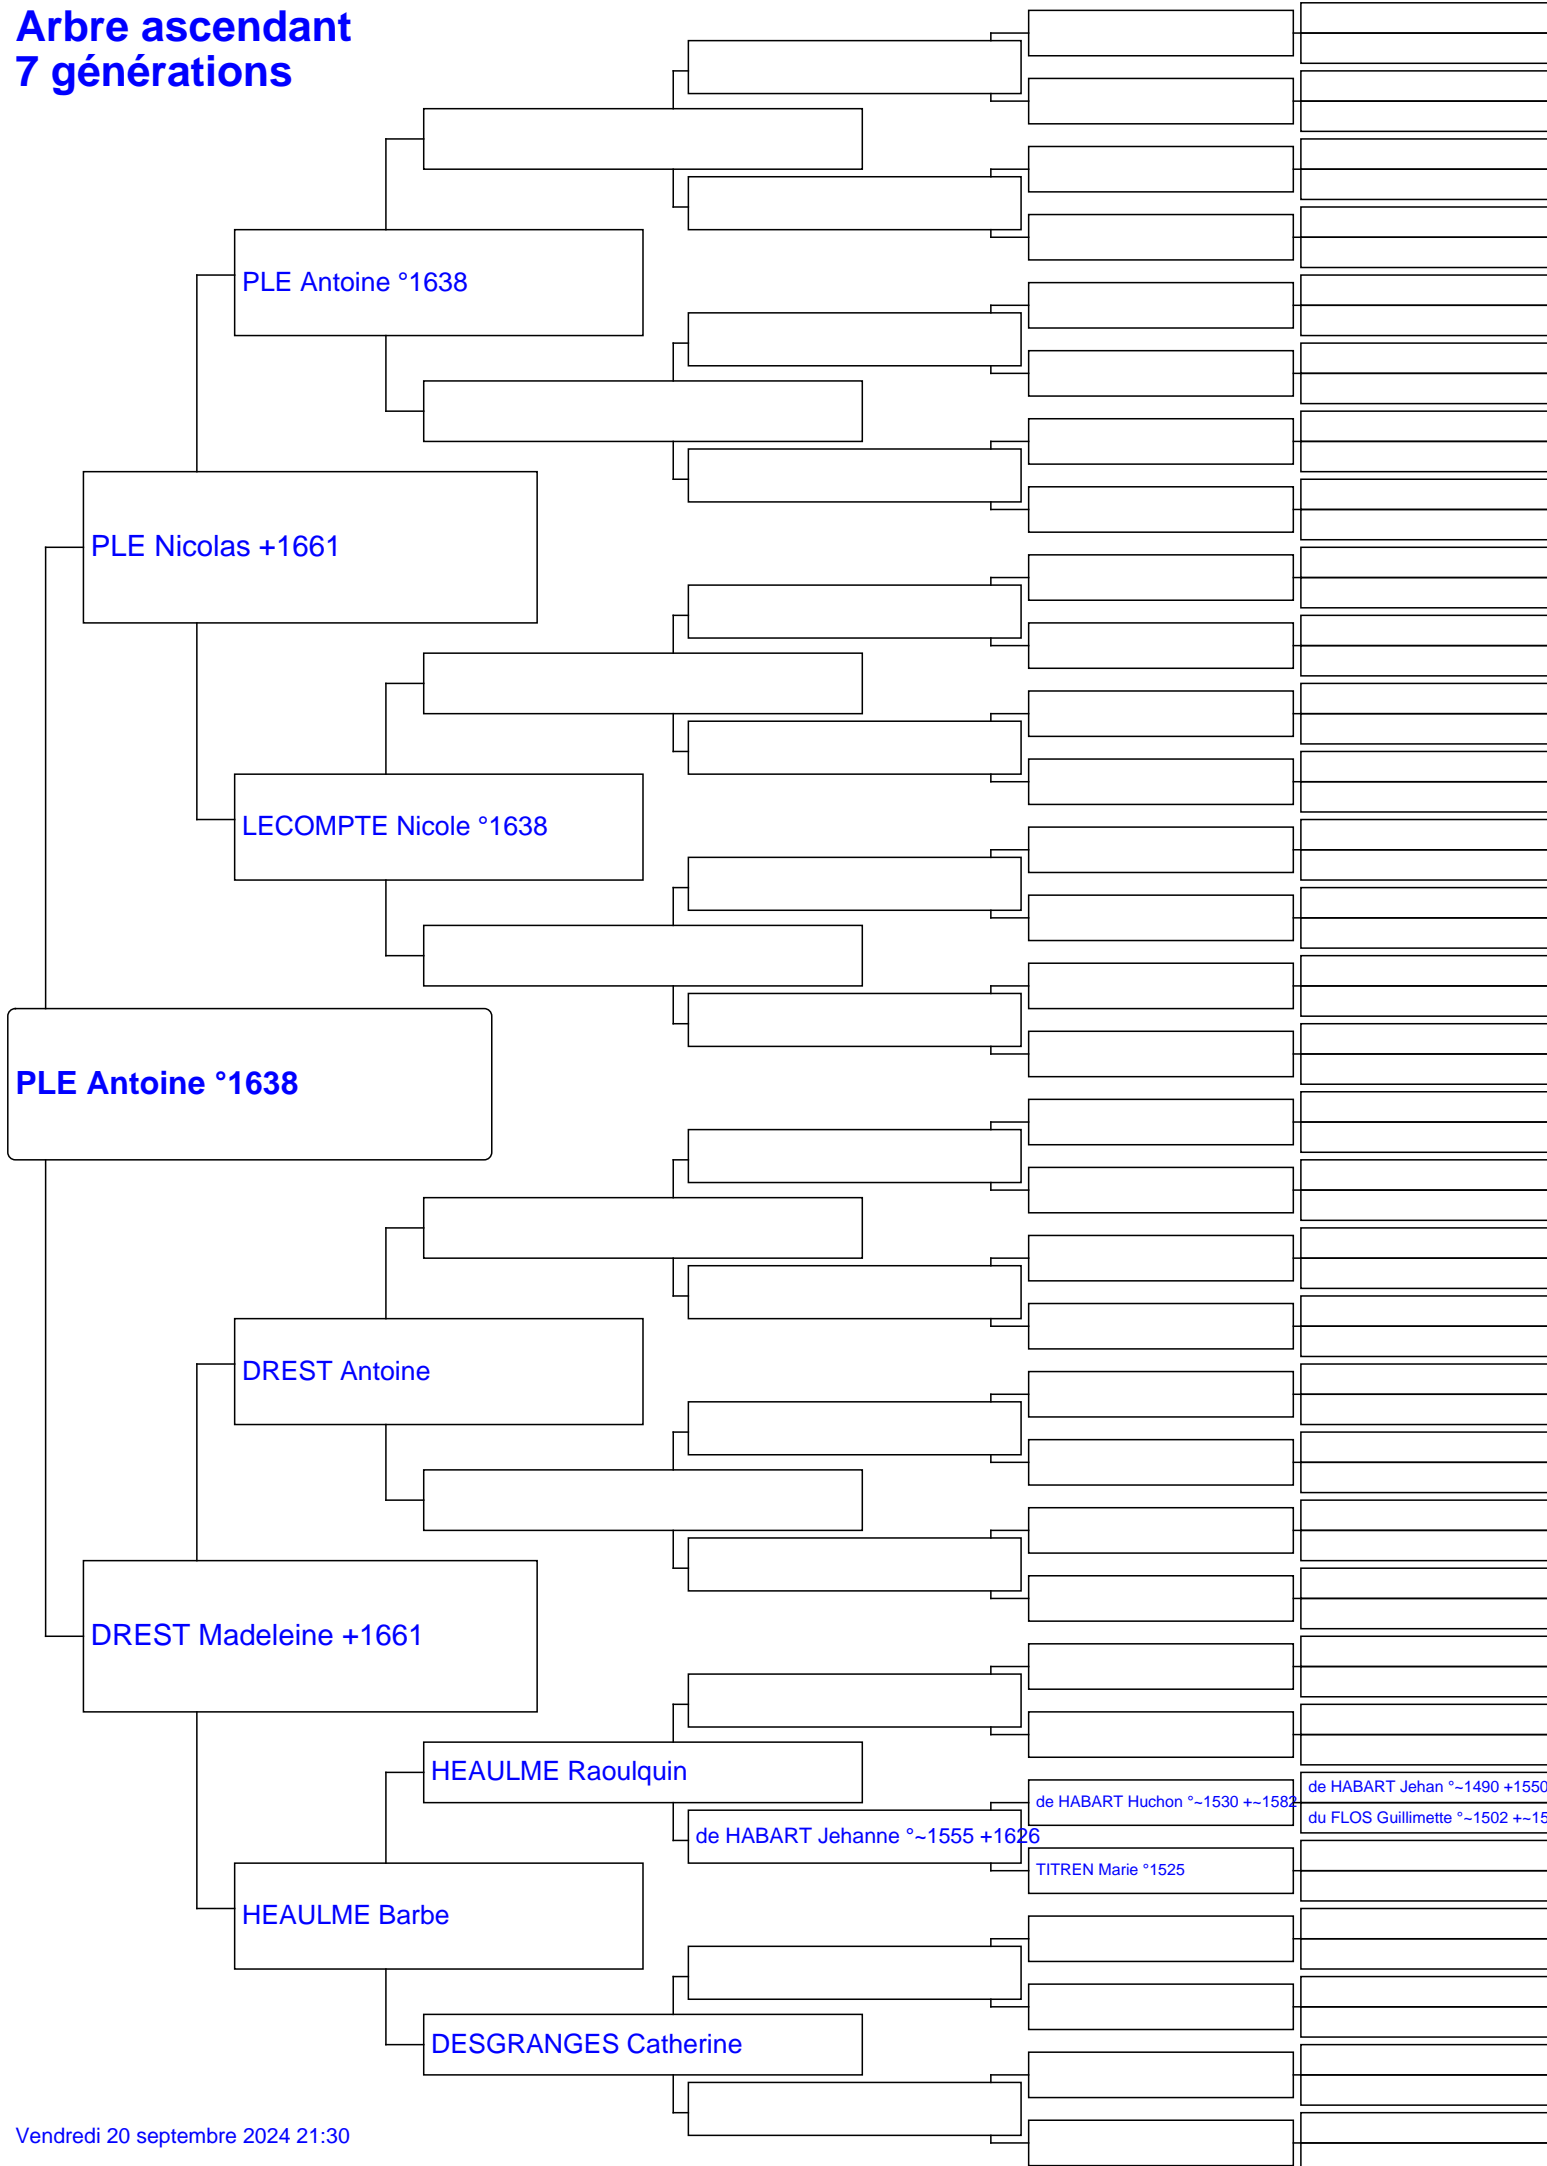 Arbre ascendant
7 générations
PLE Antoine °1638
PLE Nicolas +1661
LECOMPTE Nicole °1638
PLE Antoine °1638
DREST Antoine
DREST Madeleine +1661
HEAULME Raoulquin
de HABART Jehan °~1490 +1550
de HABART Huchon °~1530 +~1582
du FLOS Guillimette °~1502 +~15
de HABART Jehanne °~1555 +1626
TITREN Marie °1525
HEAULME Barbe
DESGRANGES Catherine
Vendredi 20 septembre 2024 21:30